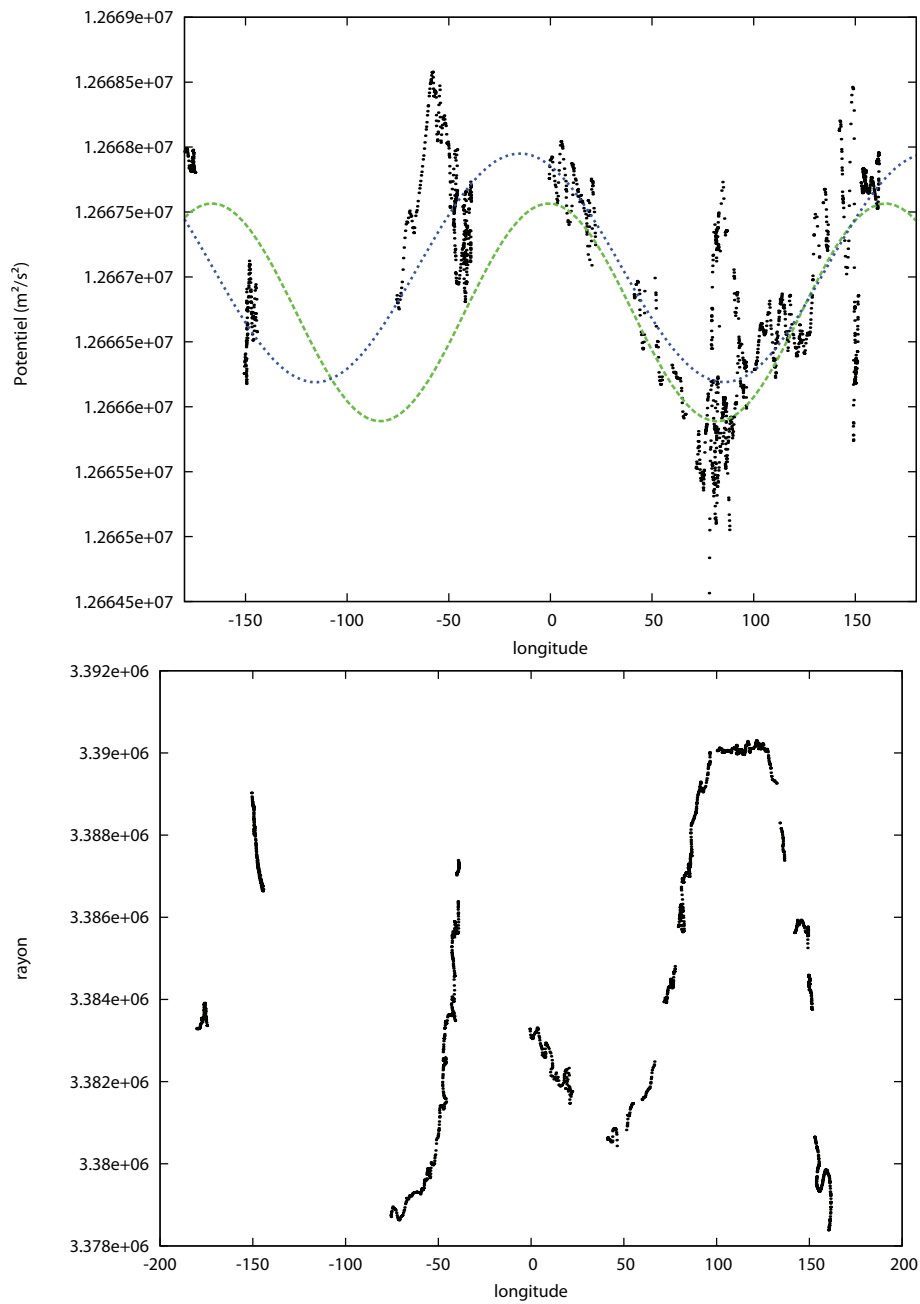 Potentiel (m²/s²)
1.2669e+07
1.26685e+07
1.2668e+07
1.26675e+07
1.2667e+07
1.26665e+07
1.2666e+07
1.26655e+07
1.2665e+07
1.26645e+07
-150 -100 -50 0 50 100 150
longitude
rayon
3.392e+06
3.39e+06
3.388e+06
3.386e+06
3.384e+06
3.382e+06
3.38e+06
3.378e+06
-200 -150 -100 -50 0 50 100 150 200
longitude